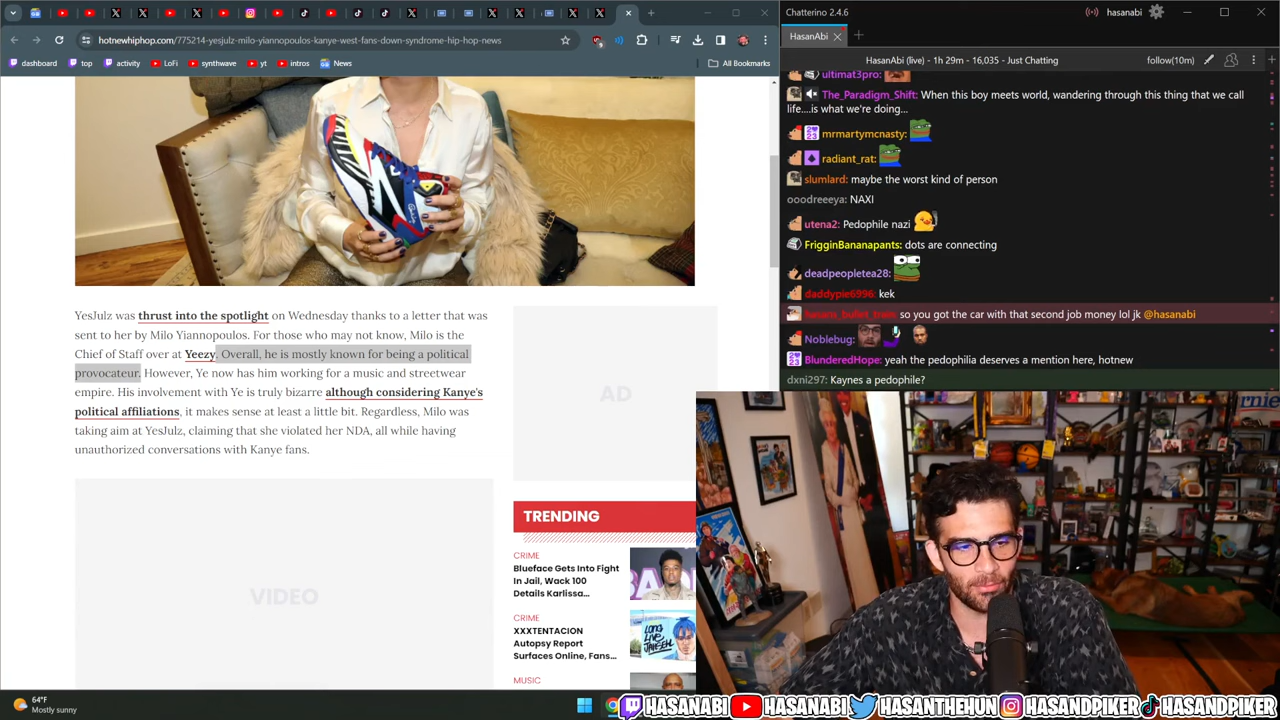 Chatterino 2.4.6
hasanabi
hotnewhiphop.com/775214-yesjulz-milo-yiannopoulos-kanye-west-fans-down-syndrome-hip-hop-news
HasanAbi
dashboard
top
activity
LoFi
synthwave
yt
intros
News
All Bookmarks
HasanAbi (live) - 1h 29m - 16,035 - Just Chatting
follow(10m)
ultimat3pro:
The_Paradigm_Shift: When this boy meets world, wandering through this thing that we call
life....is what we're doing...
mrmartymcnasty:
radiant_rat:
slumlard: maybe the worst kind of person
ooodreeeya: NAXI
utena2: Pedophile nazi
FrigginBananapants: dots are connecting
deadpeopletea28:
daddypie6996: kek
hasans_bullet_train: so you got the car with that second job money lol jk @hasanabi
Noblebug:
BlunderedHope: yeah the pedophilia deserves a mention here, hotnew
dxni297: Kaynes a pedophile?
YesJulz was thrust into the spotlight on Wednesday thanks to a letter that was
sent to her by Milo Yiannopoulos. For those who may not know, Milo is the
Chief of Staff over at Yeezy. Overall, he is mostly known for being a political
provocateur. However, Ye now has him working for a music and streetwear
empire. His involvement with Ye is truly bizarre although considering Kanye's
political affiliations, it makes sense at least a little bit. Regardless, Milo was
taking aim at YesJulz, claiming that she violated her NDA, all while having
unauthorized conversations with Kanye fans.
AD
VIDEO
TRENDING
CRIME
Blueface Gets Into Fight
In Jail, Wack 100
Details Karlissa...
CRIME
XXXTENTACION
Autopsy Report
Surfaces Online, Fans...
MUSIC
LONG
LIVE
64°F
Mostly sunny
HASANABI
HASANABI
HASANTHEHUN
HASANDPIKER
HASANDPIKER